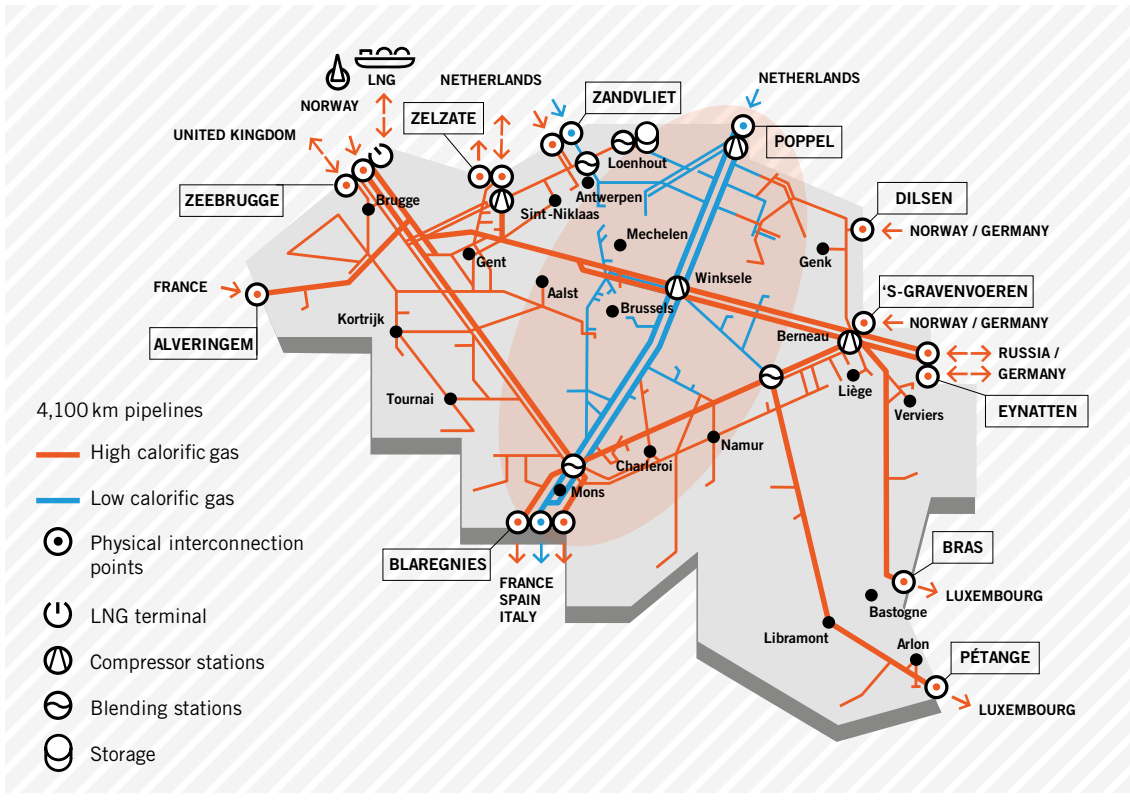 LNG
NORWAY
NETHERLANDS
NETHERLANDS
ZANDVLIET
ZELZATE
UNITED KINGDOM
POPPEL
Loenhout
ZEEBRUGGE
Brugge
Antwerpen
Sint-Niklaas
DILSEN
NORWAY / GERMANY
Mechelen
Gent
Genk
Winksele
Aalst
FRANCE
'S-GRAVENVOEREN
Brussels
Kortrijk
NORWAY / GERMANY
ALVERINGEM
Berneau
RUSSIA /
GERMANY
Liège
Tournai
Verviers
EYNATTEN
4,100 km pipelines
High calorific gas
Low calorific gas
Physical interconnection
points
LNG terminal
Compressor stations
Blending stations
Storage
Namur
Charleroi
Mons
BLAREGNIES
FRANCE
SPAIN
ITALY
BRAS
LUXEMBOURG
Bastogne
Libramont
Arlon
PÉTANGE
LUXEMBOURG